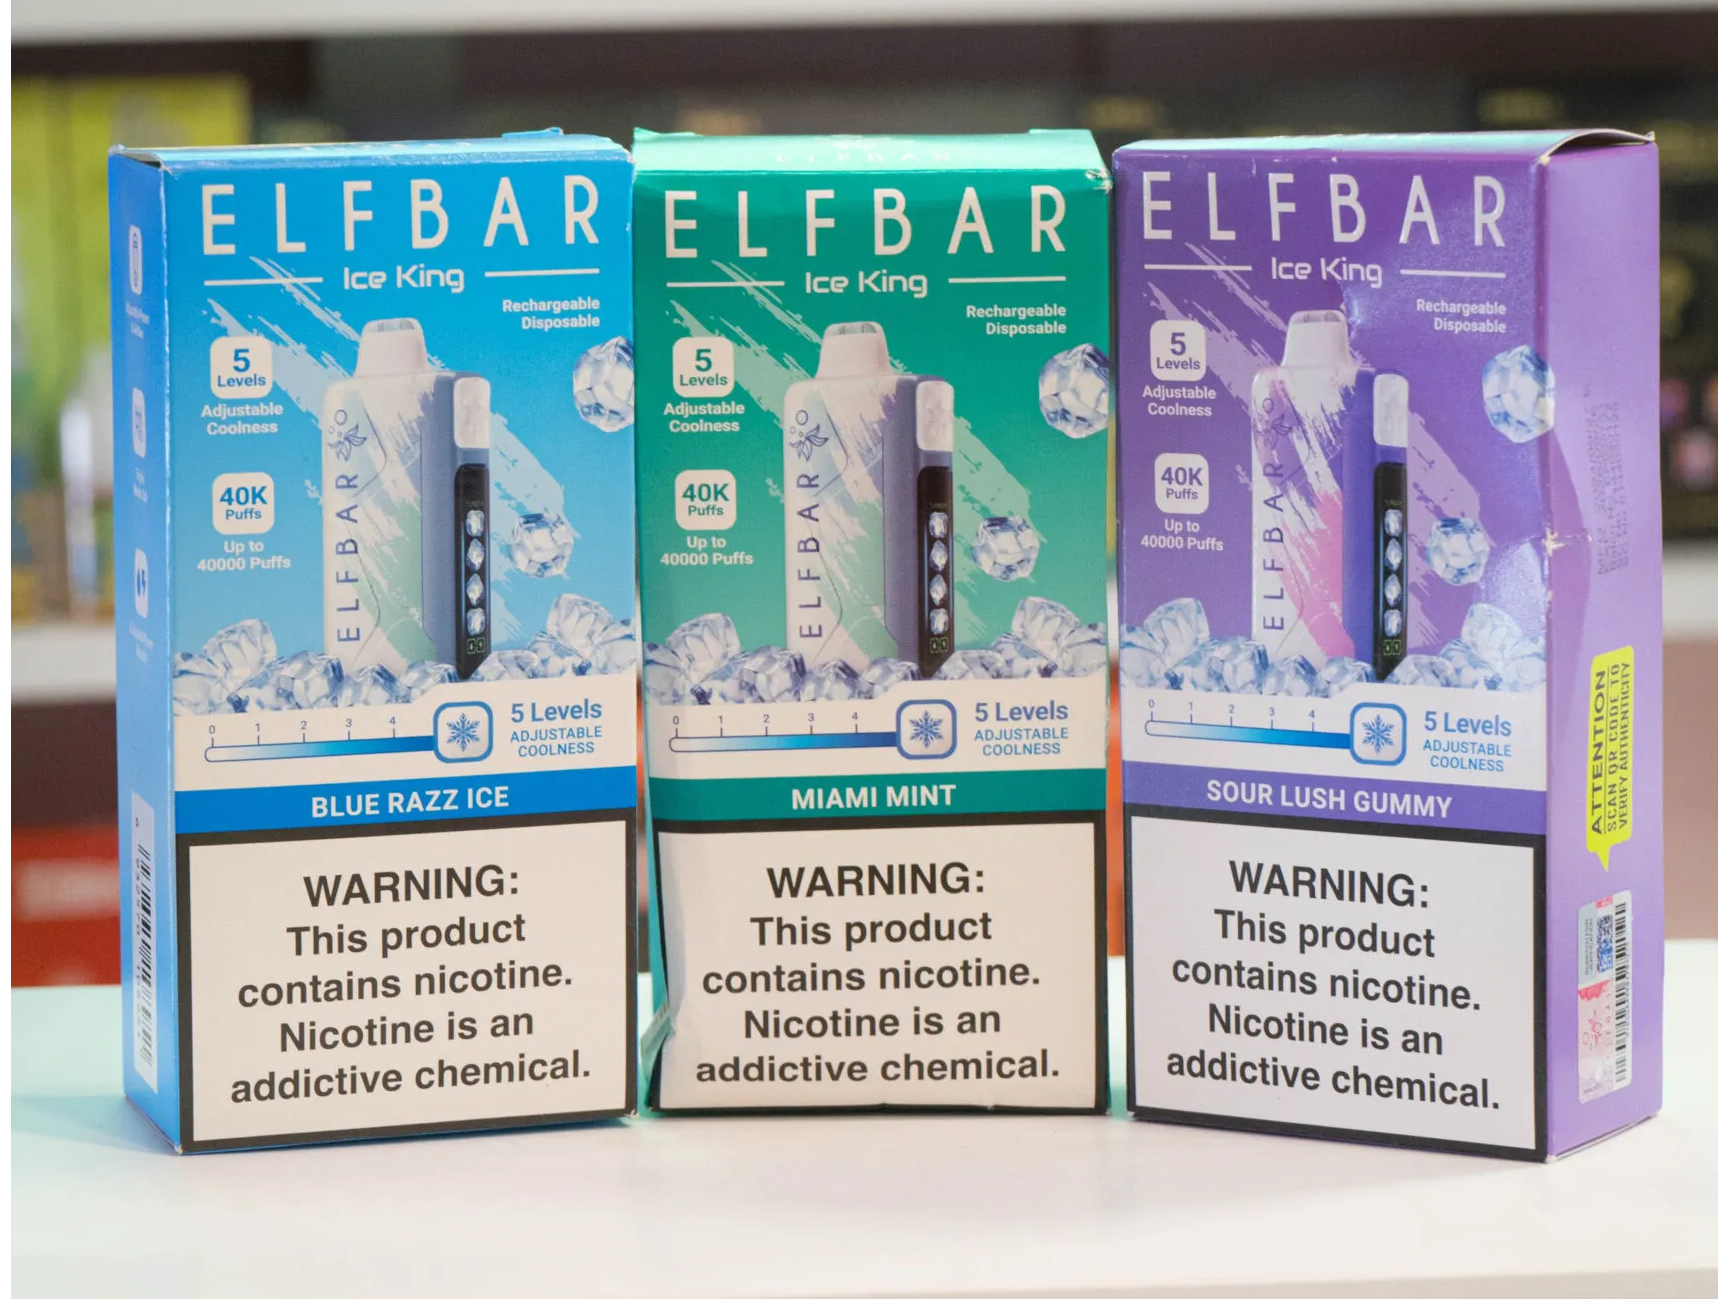 ELFBAR
Ice King
Rechargeable
Disposable
5
Levels
Adjustable
Coolness
40K
Puffs
Up to
40000 Puffs
ELFBAR
0 1 2 3 4
5 Levels
ADJUSTABLE
COOLNESS
BLUE RAZZ ICE
WARNING:
This product
contains nicotine.
Nicotine is an
addictive chemical.
ELFBAR
ELFBAR
Ice King
Rechargeable
Disposable
5
Levels
Adjustable
Coolness
40K
Puffs
Up to
40000 Puffs
ELFBAR
0 1 2 3 4
5 Levels
ADJUSTABLE
COOLNESS
MIAMI MINT
WARNING:
This product
contains nicotine.
Nicotine is an
addictive chemical.
ELFBAR
Ice King
Rechargeable
Disposable
5
Levels
Adjustable
Coolness
40K
Puffs
Up to
40000 Puffs
ELFBAR
0 1 2 3 4
5 Levels
ADJUSTABLE
COOLNESS
SOUR LUSH GUMMY
WARNING:
This product
contains nicotine.
Nicotine is an
addictive chemical.
ATTENTION
SCAN QR CODE TO
VERIFY AUTHENTICITY